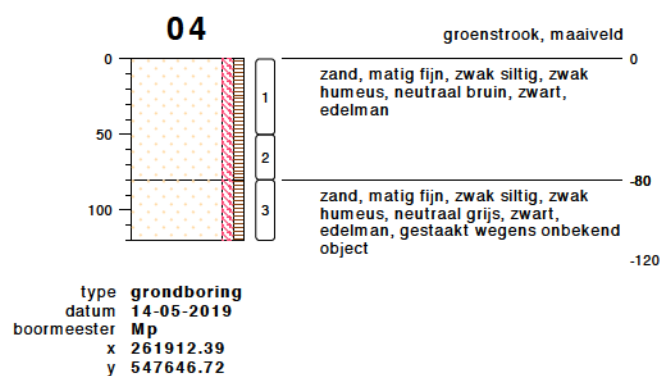 04
groenstrook, maaiveld
0
0
zand, matig fijn, zwak siltig, zwak
humeus, neutraal bruin, zwart,
edelman
1
50
2
-80
100
3
zand, matig fijn, zwak siltig, zwak
humeus, neutraal grijs, zwart,
edelman, gestaakt wegens onbekend
object
-120
type grondboring
datum 14-05-2019
boormeester Mp
x 261912.39
y 547646.72